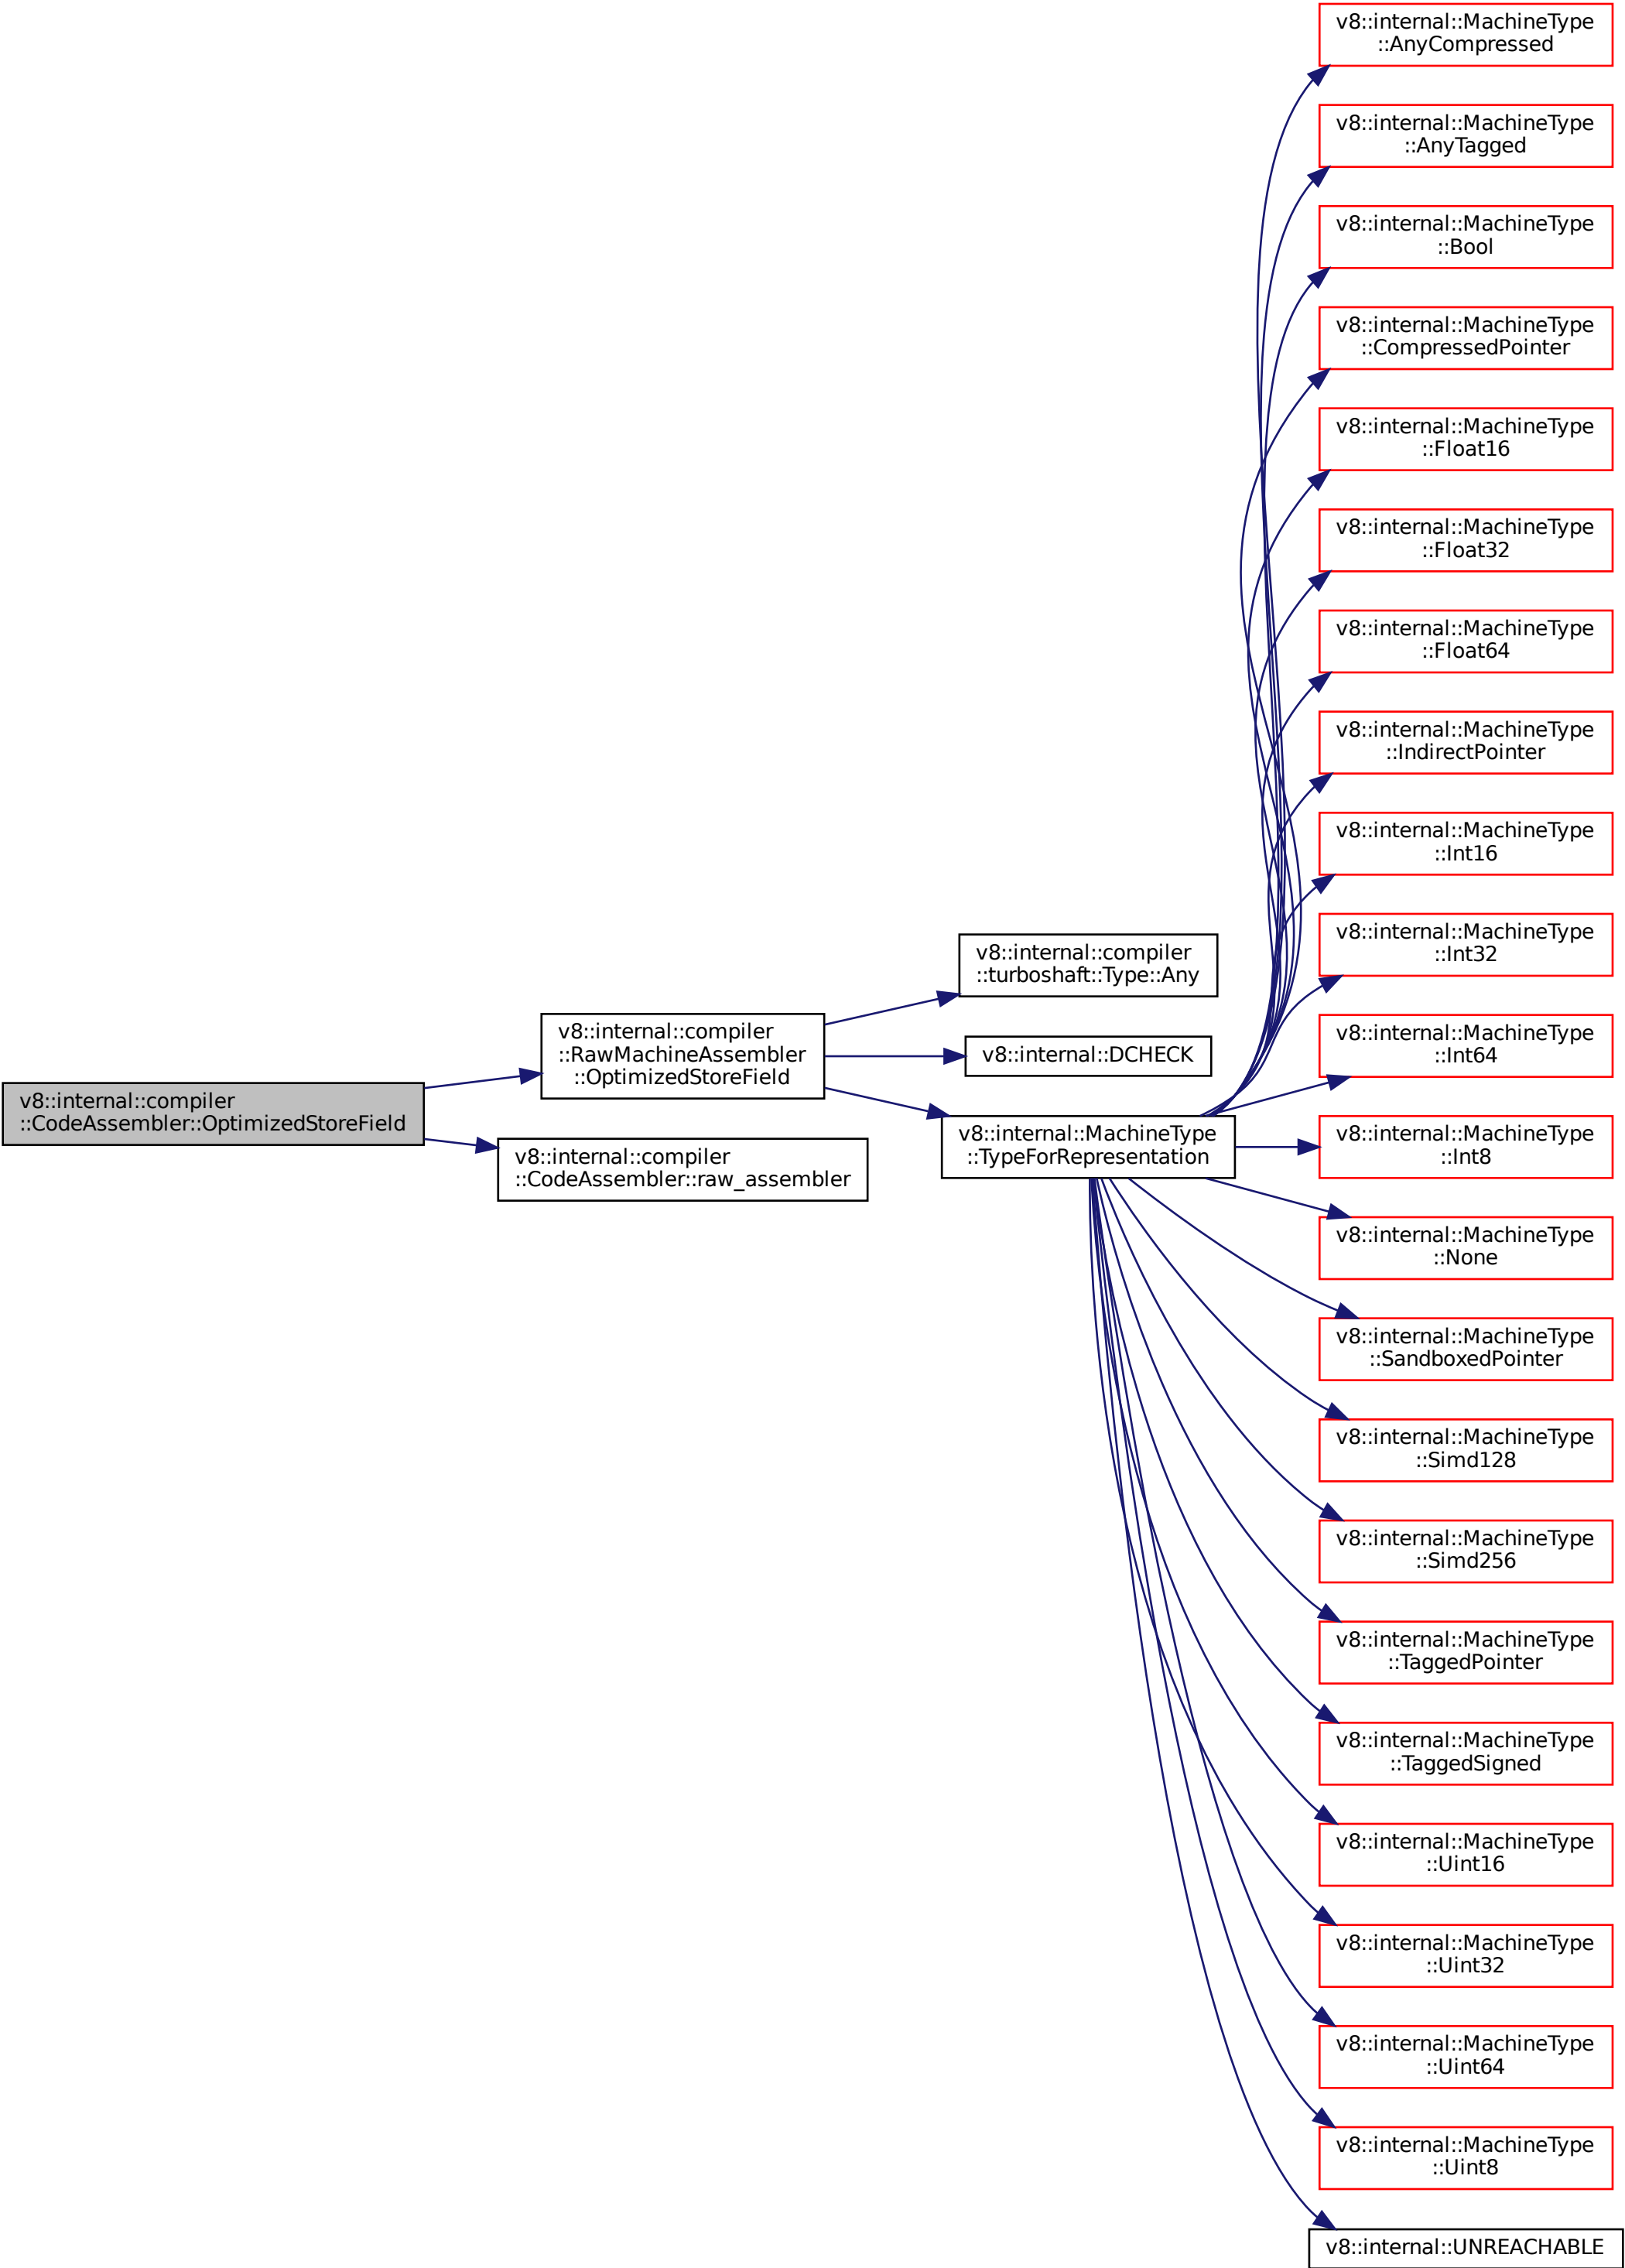 v8::internal::compiler
::CodeAssembler::OptimizedStoreField
v8::internal::compiler
::RawMachineAssembler
::OptimizedStoreField
v8::internal::compiler
::CodeAssembler::raw_assembler
v8::internal::compiler
::turboshaft::Type::Any
v8::internal::DCHECK
v8::internal::MachineType
::TypeForRepresentation
v8::internal::MachineType
::AnyCompressed
v8::internal::MachineType
::AnyTagged
v8::internal::MachineType
::Bool
v8::internal::MachineType
::CompressedPointer
v8::internal::MachineType
::Float16
v8::internal::MachineType
::Float32
v8::internal::MachineType
::Float64
v8::internal::MachineType
::IndirectPointer
v8::internal::MachineType
::Int16
v8::internal::MachineType
::Int32
v8::internal::MachineType
::Int64
v8::internal::MachineType
::Int8
v8::internal::MachineType
::None
v8::internal::MachineType
::SandboxedPointer
v8::internal::MachineType
::Simd128
v8::internal::MachineType
::Simd256
v8::internal::MachineType
::TaggedPointer
v8::internal::MachineType
::TaggedSigned
v8::internal::MachineType
::Uint16
v8::internal::MachineType
::Uint32
v8::internal::MachineType
::Uint64
v8::internal::MachineType
::Uint8
v8::internal::UNREACHABLE